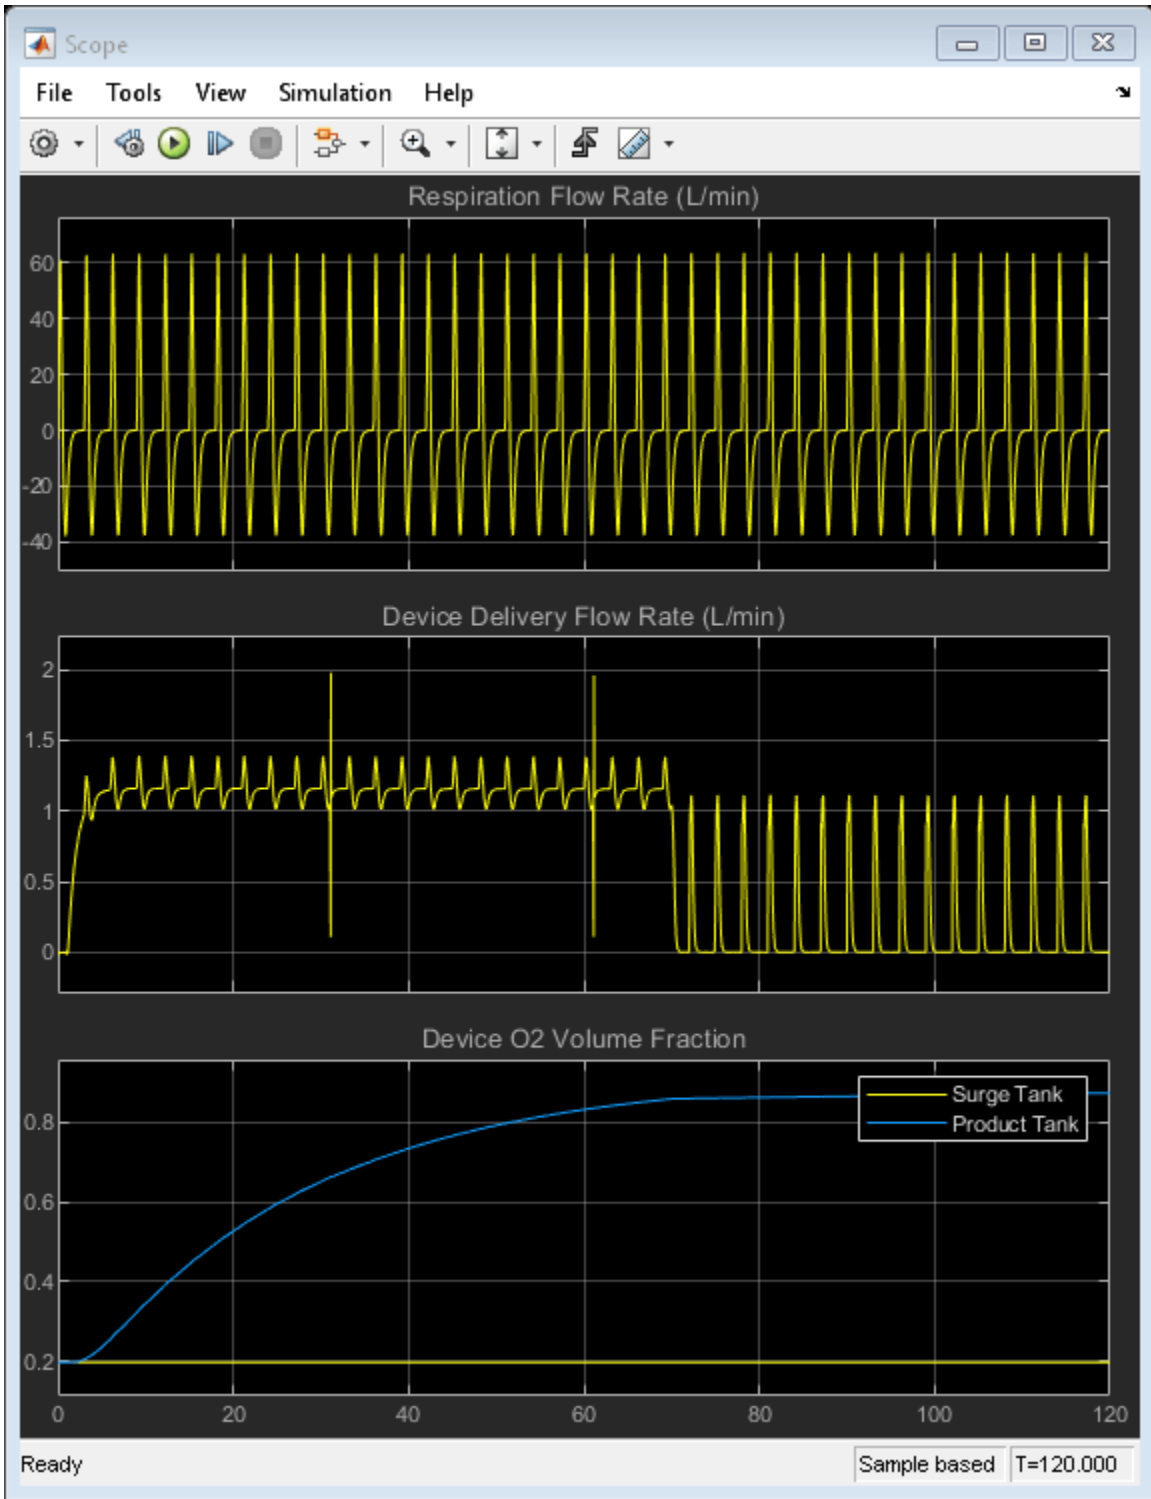 Scope
File Tools View Simulation Help
Respiration Flow Rate (L/min)
60
40
20
0
-20
-40
Device Delivery Flow Rate (L/min)
2
1.5
1
0.5
0
Device O2 Volume Fraction
Surge Tank
Product Tank
0.8
0.6
0.4
0.2
0 20 40 60 80 100 120
Ready Sample based T=120.000